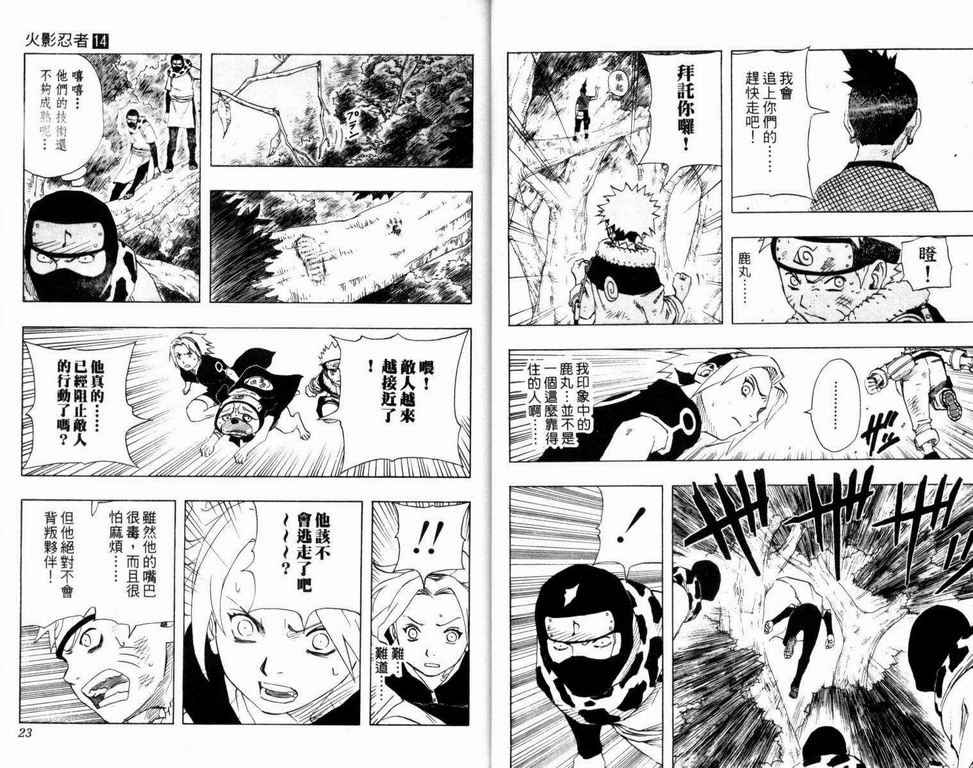 火影忍者 14
我會
追上你們的……
趕快走吧！
拜託你囉！
瞪！
鹿丸……
…………
我印象中的
鹿丸…並不是
一個這麼靠得
住的人啊……
！
プラン
嘻…
他們的技術還
不夠成熟呢…
喂！
敵人越來
越接近了
！
他真的……
已經阻止敵人
的行動了嗎？
！！
難…
難道……
他該不
會逃走了吧
～～～？
雖然他的嘴巴
很毒，而且很
怕麻煩……
但他絕對不會
背叛夥伴！
23